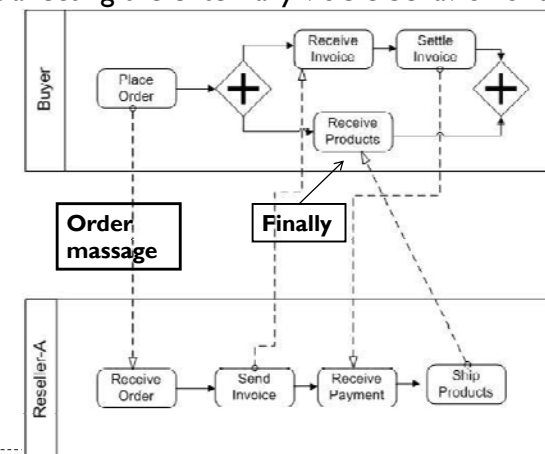 Buyer
Place
Order
Receive
Invoice
Settle
Invoice
Receive
Products
Order
massage
Finally
Reseller-A
Receive
Order
Send
Invoice
Receive
Payment
Ship
Products